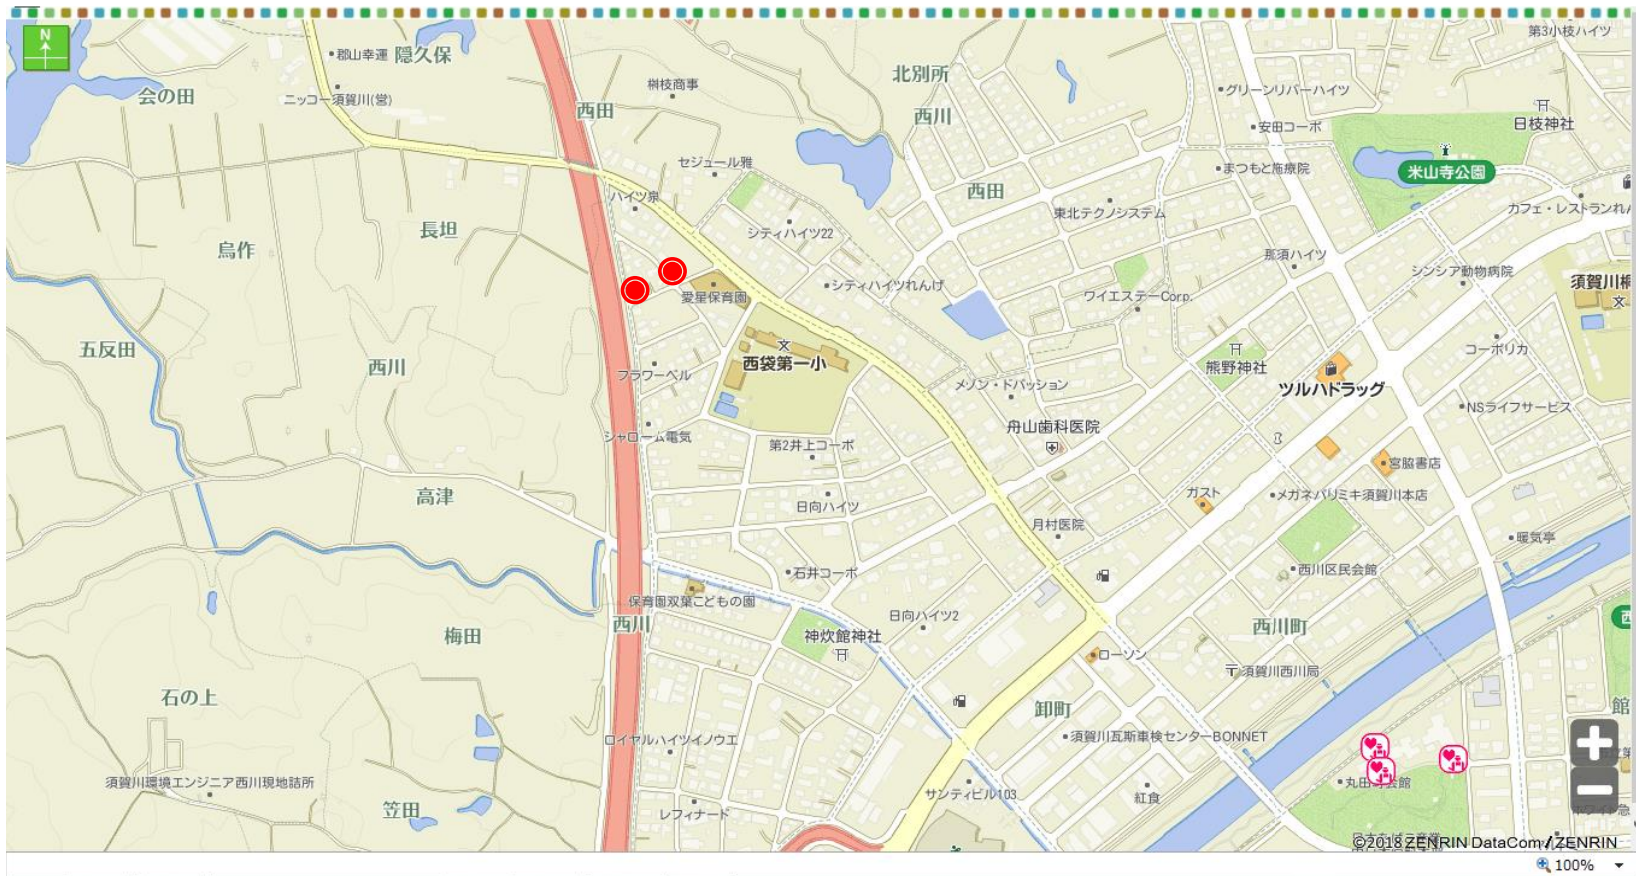 N
第3小枝ハイツ
郡山幸運
隠久保
北別所
榊枝商事
会の田
ニッコー須賀川(営)
西田
西川
グリーンリバーハイツ
安田コーポ
日枝神社
セジュール雅
まつもと施療院
米山寺公園
西田
ハイツ泉
東北テクノシステム
カフェ・レストランれん
長坦
シティハイツ22
烏作
那須ハイツ
シンシア動物病院
須賀川桐
愛星保育園
シティハイツれんげ
ワイエステーCorp.
五反田
西川
西袋第一小
コーポリカ
熊野神社
フラワーベル
メゾン・ドパッション
ツルハドラッグ
NSライフサービス
舟山歯科医院
シャローム電気
第2井上コーポ
宮脇書店
高津
ガスト
メガネパリミキ須賀川本店
日向ハイツ
月村医院
暖気亭
石井コーポ
西川区民会館
保育園双葉こどもの園
日向ハイツ2
西
西川
梅田
神炊館神社
西川町
ローソン
〒須賀川西川局
石の上
卸町
館
ロイヤルハイツイノウエ
須賀川瓦斯車検センターBONNET
須賀川環境エンジニア西川現地詰所
サンティビル103
紅食
笠田
レフィナード
©2018 ZENRIN DataCom/ZENRIN
100%